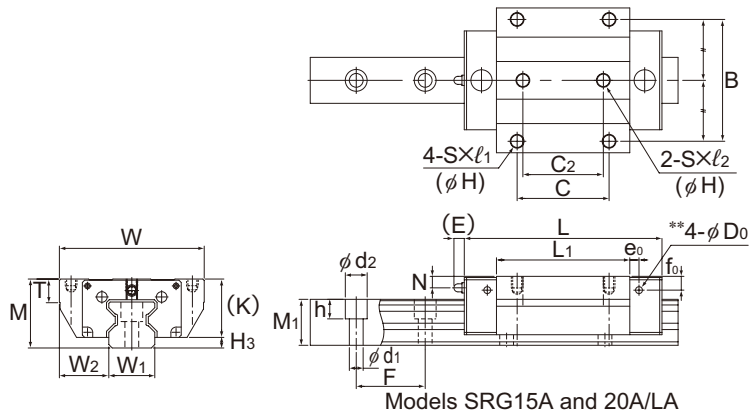 B
4-S×ℓ1
(φH)
2-S×ℓ2
(φH)
C2
C
W
T
M
(K)
H3
W2
W1
(E)
L
**4-φD0
φd2
L1
e0
f0
N
h
M1
φd1
F
Models SRG15A and 20A/LA